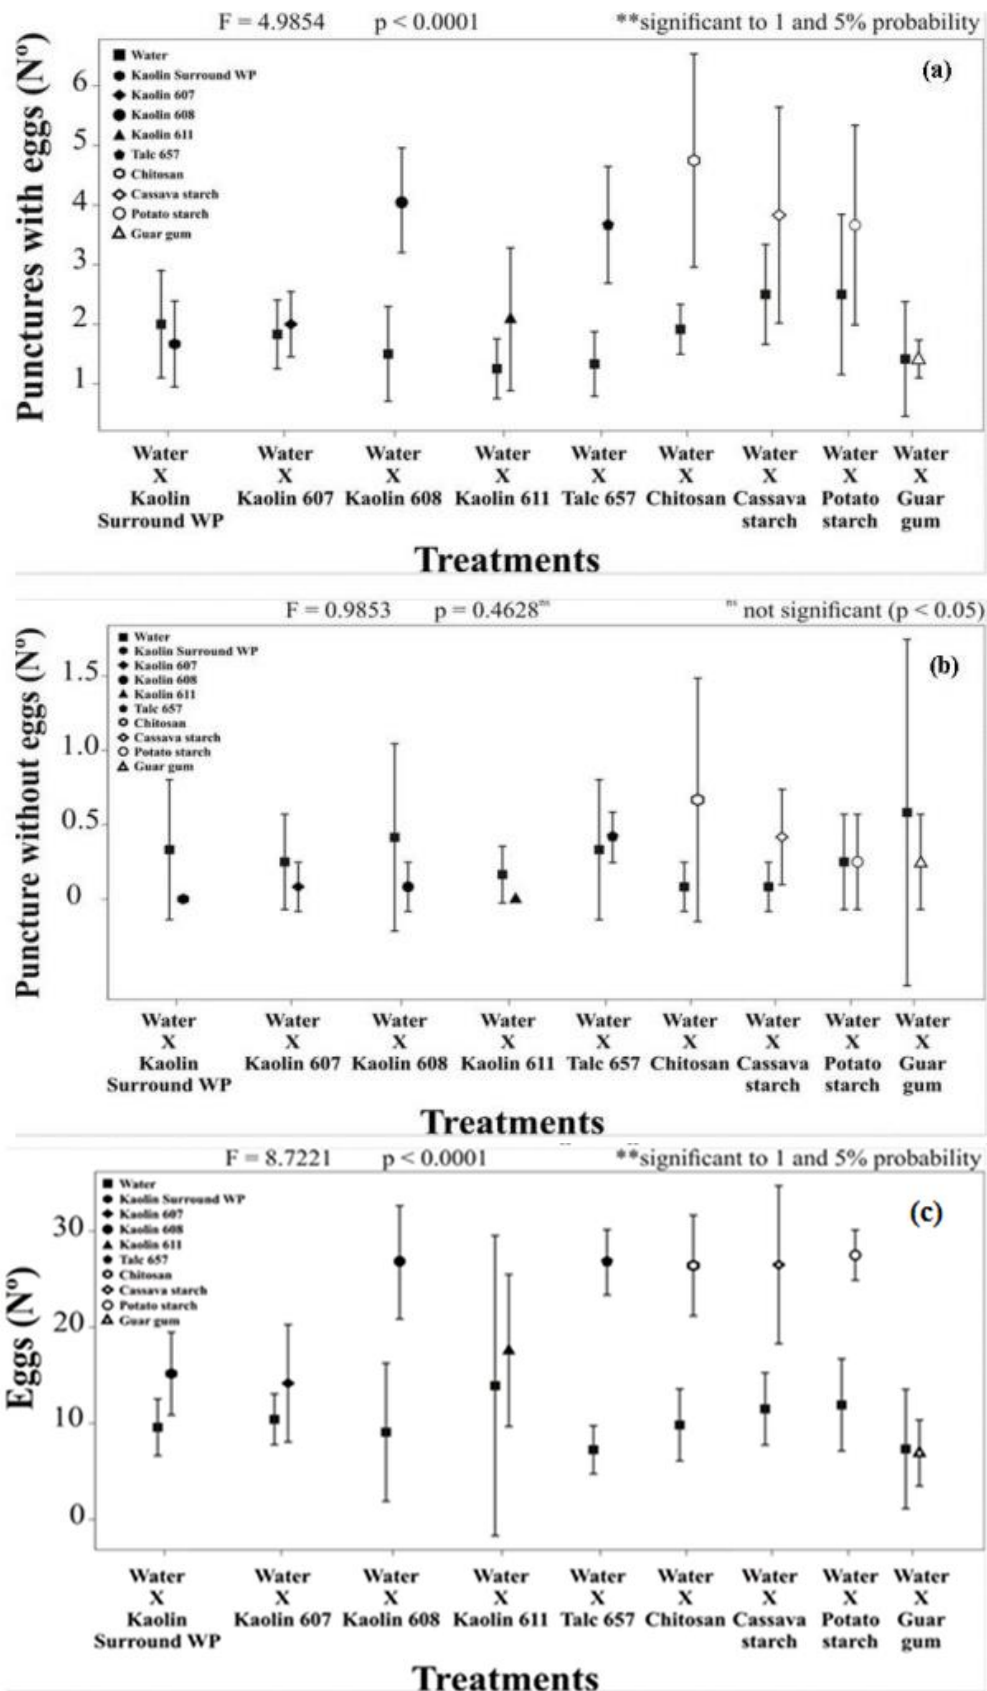 F = 4.9854 p < 0.0001 **significant to 1 and 5% probability
(a)
Water
Kaolin Surround WP
Kaolin 607
Kaolin 608
Kaolin 611
Talc 657
Chitosan
Cassava starch
Potato starch
Guar gum
Punctures with eggs (Nº)
6
5
4
3
2
1
Water Water Water Water Water Water Water Water Water
X X X X X X X X X
Kaolin Kaolin 607 Kaolin 608 Kaolin 611 Talc 657 Chitosan Cassava Potato Guar
Surround WP starch starch gum
Treatments
F = 0.9853 p = 0.4628ns ns not significant (p < 0.05)
(b)
Water
Kaolin Surround WP
Kaolin 607
Kaolin 608
Kaolin 611
Talc 657
Chitosan
Cassava starch
Potato starch
Guar gum
Puncture without eggs (Nº)
1.5
1.0
0.5
0
Water Water Water Water Water Water Water Water Water
X X X X X X X X X
Kaolin Kaolin 607 Kaolin 608 Kaolin 611 Talc 657 Chitosan Cassava Potato Guar
Surround WP starch starch gum
Treatments
F = 8.7221 p < 0.0001 **significant to 1 and 5% probability
(c)
Water
Kaolin Surround WP
Kaolin 607
Kaolin 608
Kaolin 611
Talc 657
Chitosan
Cassava starch
Potato starch
Guar gum
Eggs (Nº)
30
20
10
0
Water Water Water Water Water Water Water Water Water
X X X X X X X X X
Kaolin Kaolin 607 Kaolin 608 Kaolin 611 Talc 657 Chitosan Cassava Potato Guar
Surround WP starch starch gum
Treatments